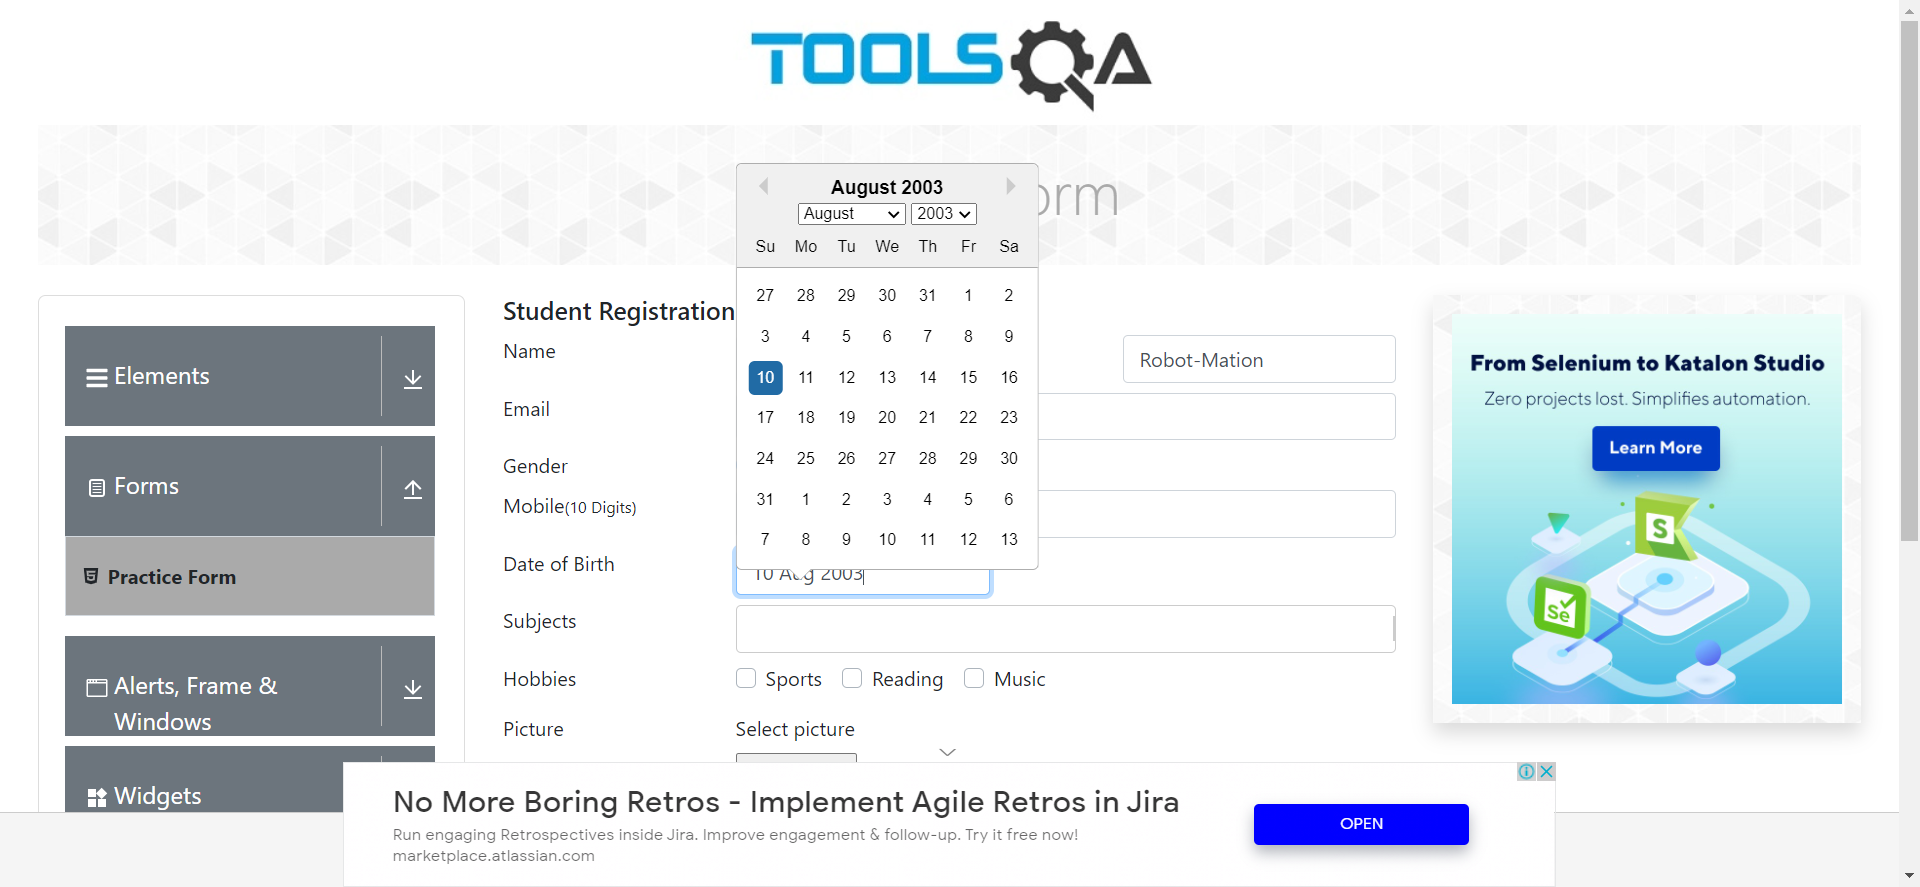 TOOLSQA
orm
August 2003
August 2003
Su Mo Tu We Th Fr Sa
27 28 29 30 31 1 2
3 4 5 6 7 8 9
10 11 12 13 14 15 16
17 18 19 20 21 22 23
24 25 26 27 28 29 30
31 1 2 3 4 5 6
7 8 9 10 11 12 13
Elements
Forms
Practice Form
Alerts, Frame &
Windows
Widgets
Student Registration
Name
Robot-Mation
Email
Gender
Mobile(10 Digits)
Date of Birth
10 Aug 2003
Subjects
Hobbies
Sports Reading Music
Picture
Select picture
From Selenium to Katalon Studio
Zero projects lost. Simplifies automation.
Learn More
S
Se
No More Boring Retros - Implement Agile Retros in Jira
Run engaging Retrospectives inside Jira. Improve engagement & follow-up. Try it free now!
marketplace.atlassian.com
OPEN